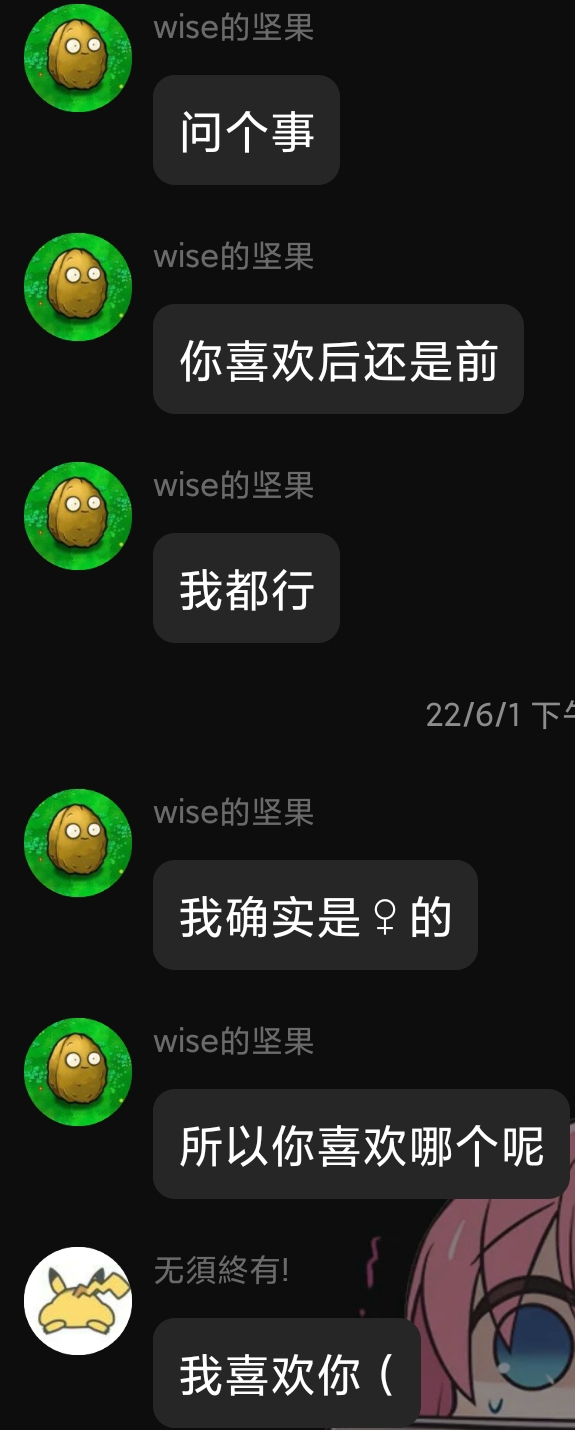 wise的坚果
问个事
wise的坚果
你喜欢后还是前
wise的坚果
我都行
22/6/1 下午
wise的坚果
我确实是♀的
wise的坚果
所以你喜欢哪个呢
无須終有!
我喜欢你（